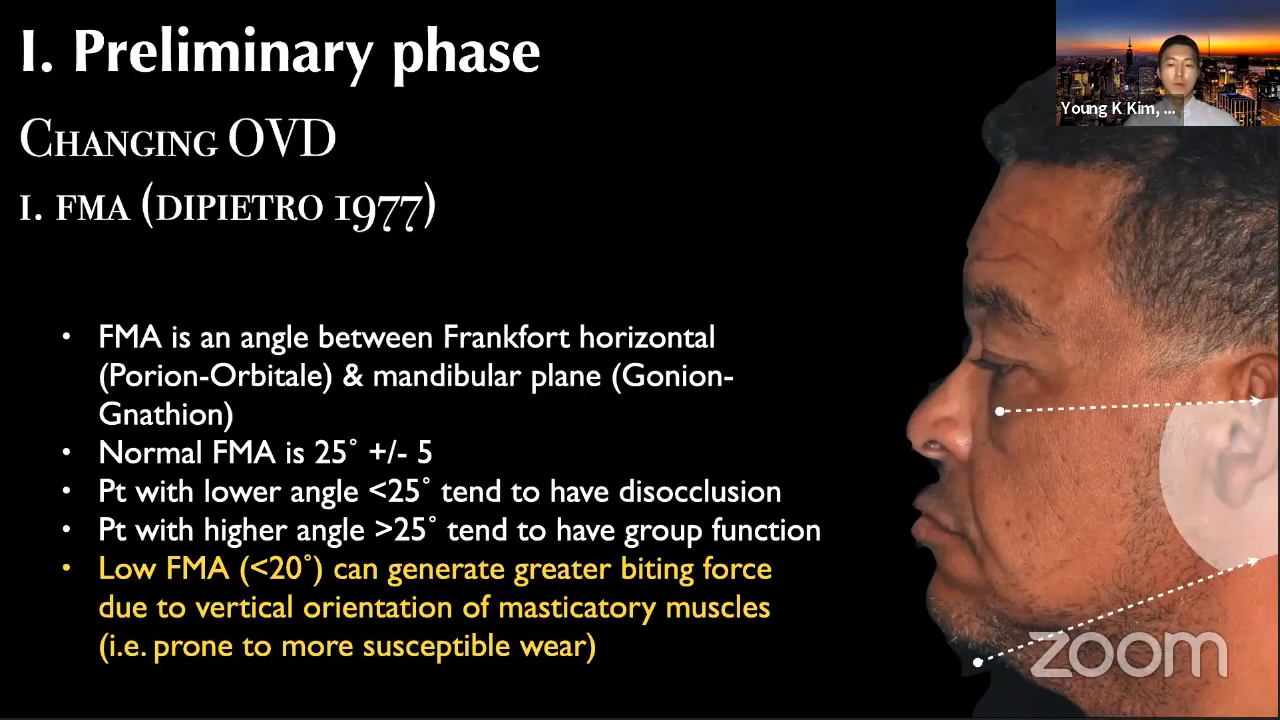 I. Preliminary phase
Young K Kim, ...
Changing OVD
1. FMA (DIPIETRO 1977)
• FMA is an angle between Frankfort horizontal
(Porion-Orbitale) & mandibular plane (Gonion-
Gnathion)
• Normal FMA is 25° +/- 5
• Pt with lower angle <25° tend to have disocclusion
• Pt with higher angle >25° tend to have group function
• Low FMA (<20°) can generate greater biting force
due to vertical orientation of masticatory muscles
(i.e. prone to more susceptible wear)
zoom